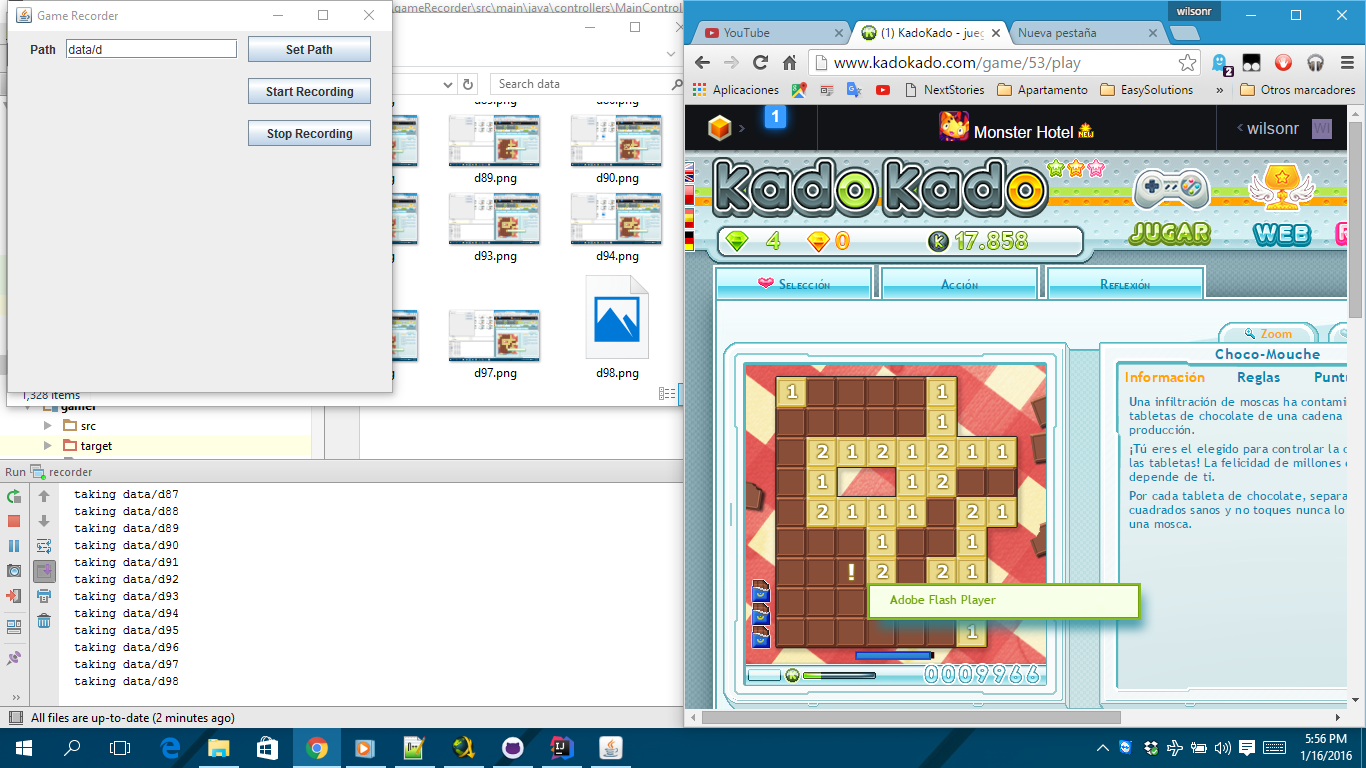 Game Recorder
Path data/d Set Path
Start Recording
Stop Recording
gameRecorder\src\main\java\controllers\MainControl
Search data
d89.png d90.png
d93.png d94.png
d97.png d98.png
1,328 items
src
target
Run recorder
taking data/d87
taking data/d88
taking data/d89
taking data/d90
taking data/d91
taking data/d92
taking data/d93
taking data/d94
taking data/d95
taking data/d96
taking data/d97
taking data/d98
All files are up-to-date (2 minutes ago)
wilsonr
YouTube
(1) KadoKado - jueg
Nueva pestaña
www.kadokado.com/game/53/play
2
Aplicaciones NextStories Apartamento EasySolutions » Otros marcadores
1
Monster Hotel NEW
wilsonr WI
kadokado
4 0 K 17.858
JUGAR WEB
Selección Acción Reflexión
Zoom
Choco-Mouche
Información Reglas Puntu
Una infiltración de moscas ha contami
tabletas de chocolate de una cadena
producción.
¡Tú eres el elegido para controlar la c
las tabletas! La felicidad de millones
depende de ti.
Por cada tableta de chocolate, separa
cuadrados sanos y no toques nunca lo
una mosca.
1 1
1
2 1 2 1 2 1 1
1 1 2
2 1 1 1 2 1
1 1
! 2 2 1
Adobe Flash Player
1
0009966
5:56 PM
1/16/2016